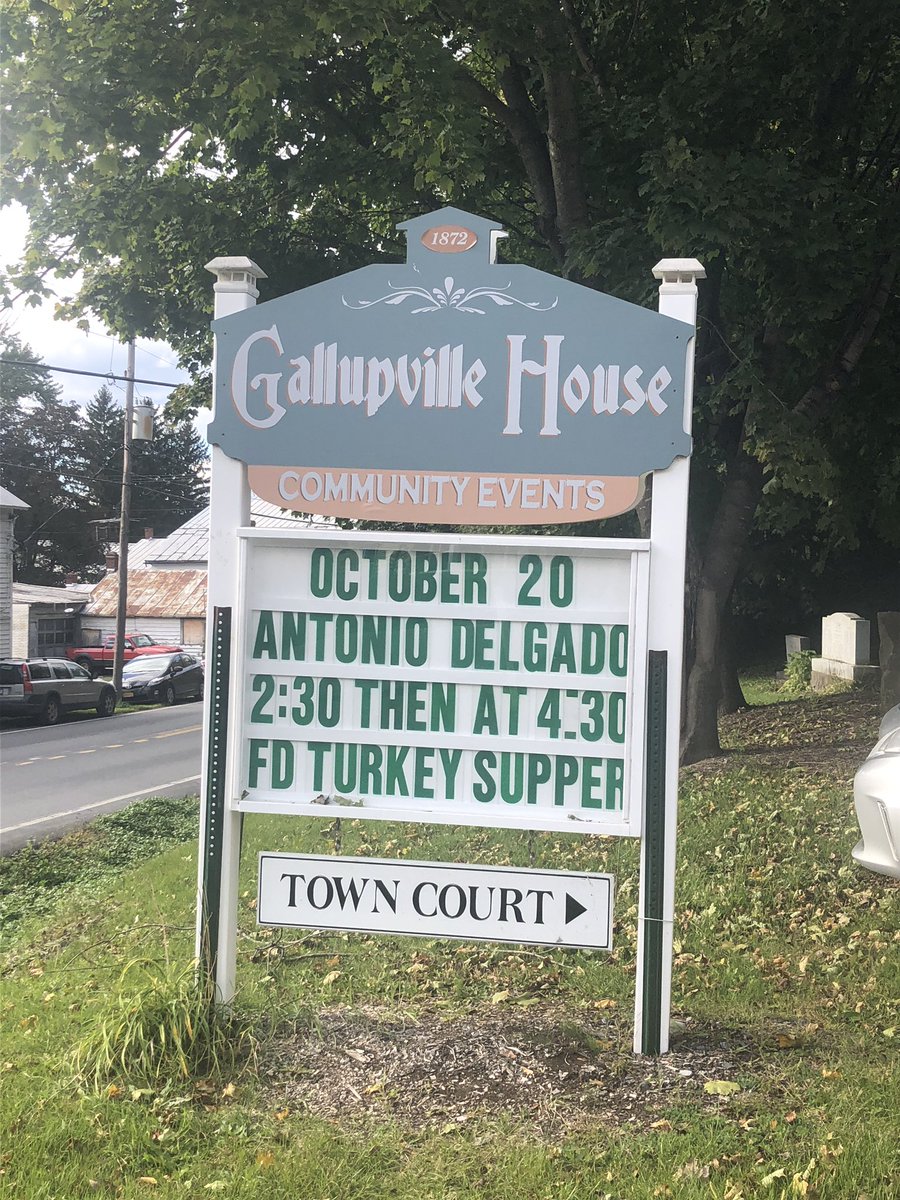 1872
Gallupville House
COMMUNITY EVENTS
OCTOBER 20
ANTONIO DELGADO
2:30 THEN AT 4:30
FD TURKEY SUPPER
TOWN COURT